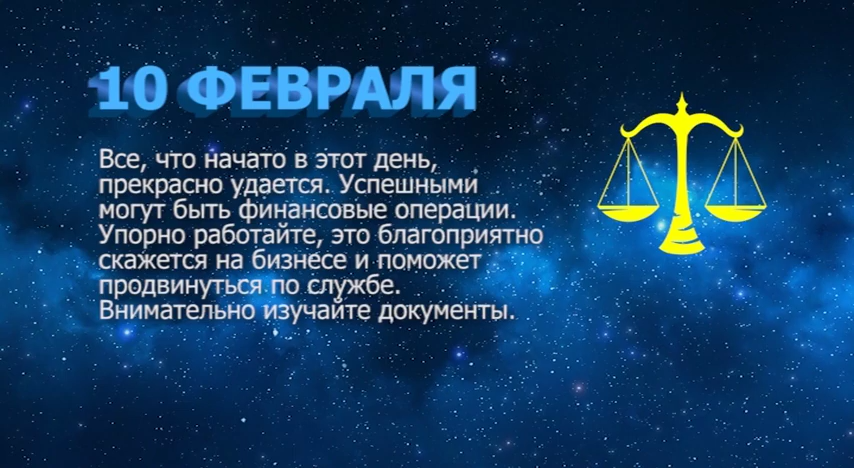 10 ФЕВРАЛЯ
Все, что начато в этот день,
прекрасно удается. Успешными
могут быть финансовые операции.
Упорно работайте, это благоприятно
скажется на бизнесе и поможет
продвинуться по службе.
Внимательно изучайте документы.